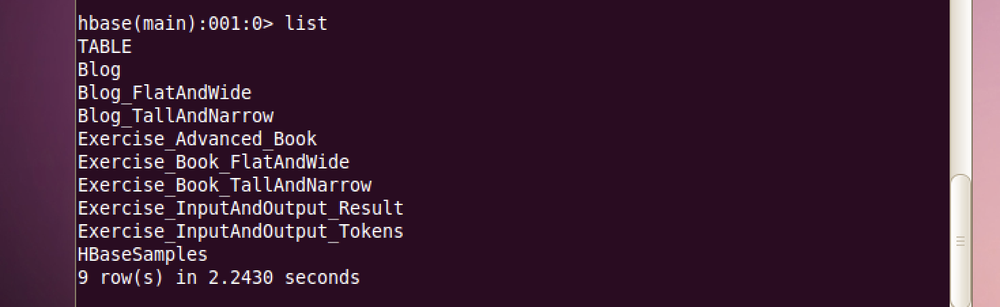 hbase(main):001:0> list
TABLE
Blog
Blog_FlatAndWide
Blog_TallAndNarrow
Exercise_Advanced_Book
Exercise_Book_FlatAndWide
Exercise_Book_TallAndNarrow
Exercise_InputAndOutput_Result
Exercise_InputAndOutput_Tokens
HBaseSamples
9 row(s) in 2.2430 seconds